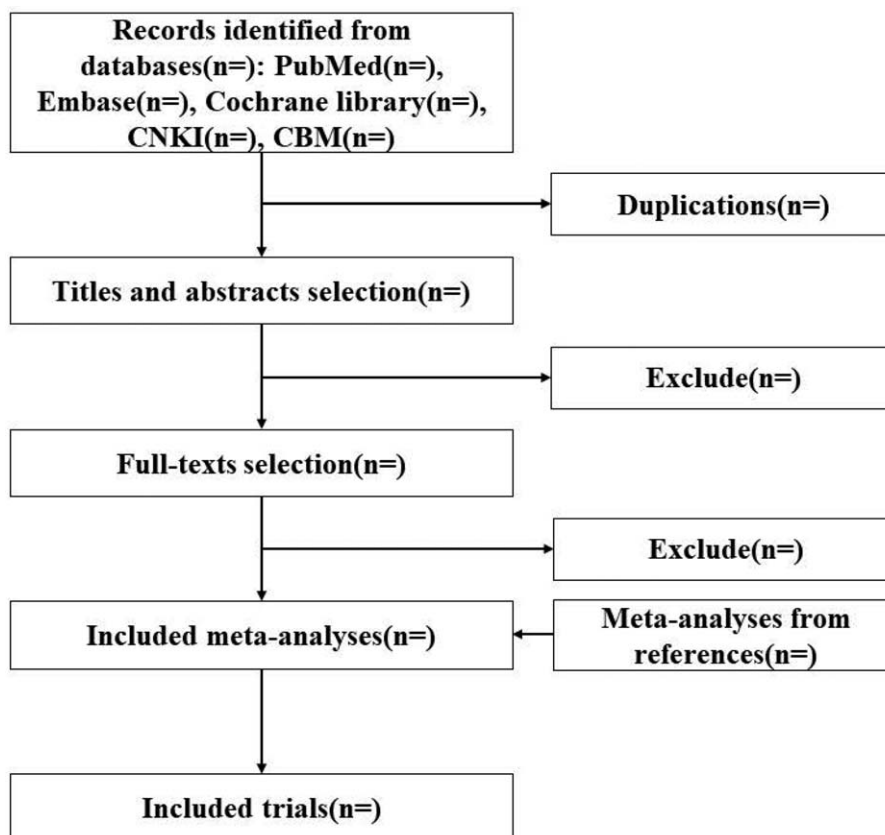 Records identified from
databases(n=): PubMed(n=),
Embase(n=), Cochrane library(n=),
CNKI(n=), CBM(n=)
Duplications(n=)
Titles and abstracts selection(n=)
Exclude(n=)
Full-texts selection(n=)
Exclude(n=)
Included meta-analyses(n=)
Meta-analyses from
references(n=)
Included trials(n=)